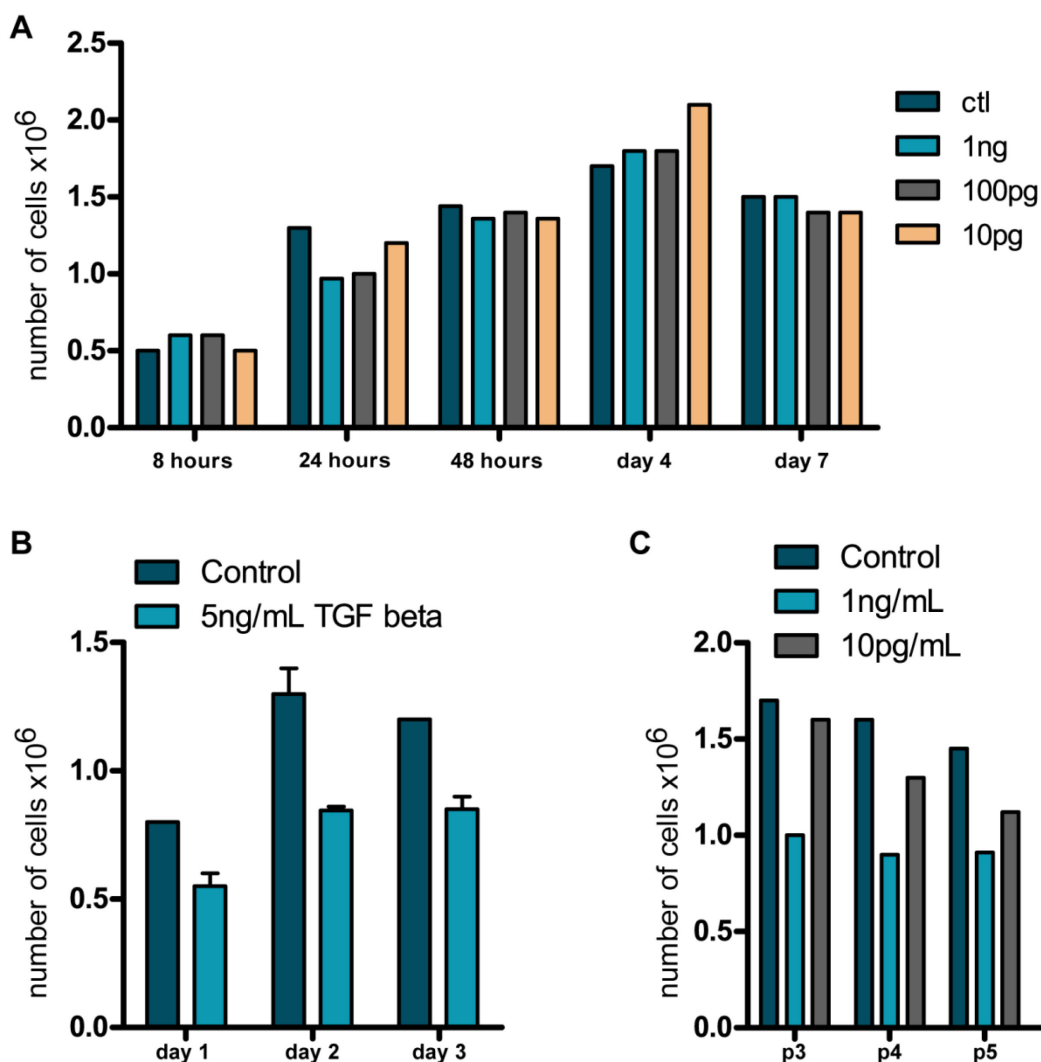 A
number of cells x10⁶
2.5
2.0
1.5
1.0
0.5
0.0
8 hours 24 hours 48 hours day 4 day 7
ctl
1ng
100pg
10pg
B
Control
5ng/mL TGF beta
number of cells x10⁶
1.5
1.0
0.5
0.0
day 1 day 2 day 3
C
Control
1ng/mL
10pg/mL
number of cells x10⁶
2.0
1.5
1.0
0.5
0.0
p3 p4 p5